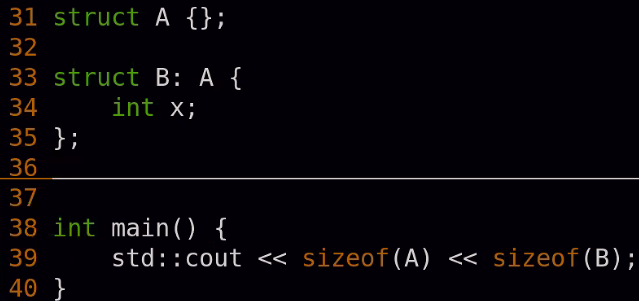 31 struct A {};
32
33 struct B: A {
34     int x;
35 };
36
37
38 int main() {
39     std::cout << sizeof(A) << sizeof(B);
40 }